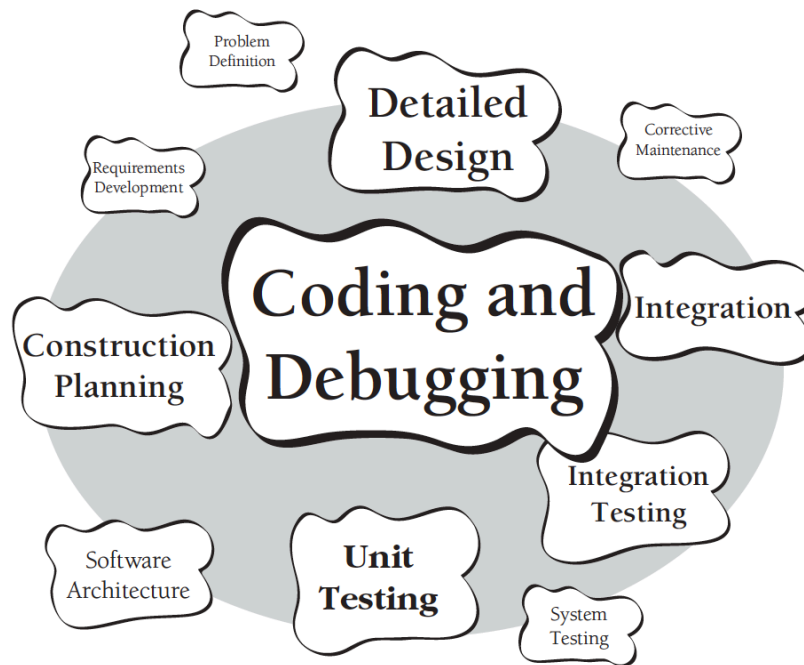 Problem
Definition
Detailed
Design
Corrective
Maintenance
Requirements
Development
Coding and
Debugging
Integration
Construction
Planning
Integration
Testing
Software
Architecture
Unit
Testing
System
Testing